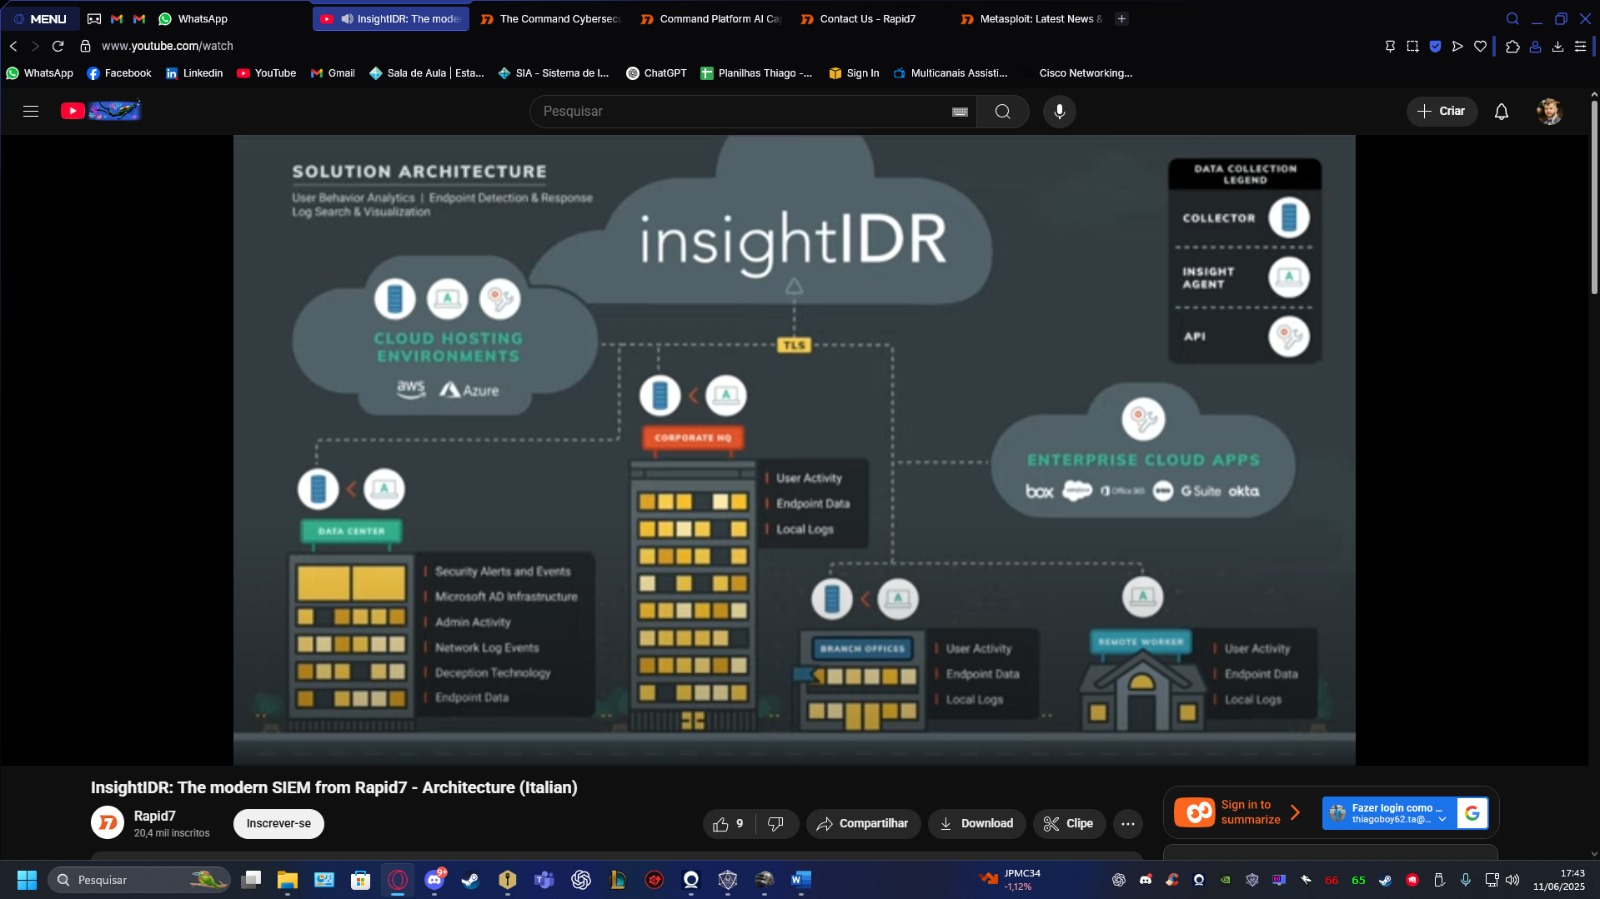 MENU
WhatsApp
InsightIDR: The mode
The Command Cybersec
Command Platform AI Ca
Contact Us - Rapid7
Metasploit: Latest News &
www.youtube.com/watch
WhatsApp
Facebook
Linkedin
YouTube
Gmail
Sala de Aula | Esta...
SIA - Sistema de I...
ChatGPT
Planilhas Thiago -...
Sign In
Multicanais Assisti...
Cisco Networking...
Pesquisar
Criar
SOLUTION ARCHITECTURE
User Behavior Analytics | Endpoint Detection & Response
Log Search & Visualization
insightIDR
DATA COLLECTION
LEGEND
COLLECTOR
INSIGHT
AGENT
API
CLOUD HOSTING
ENVIRONMENTS
aws
Azure
TLS
CORPORATE HQ
User Activity
Endpoint Data
Local Logs
ENTERPRISE CLOUD APPS
box
Office 365
G Suite
okta
DATA CENTER
Security Alerts and Events
Microsoft AD Infrastructure
Admin Activity
Network Log Events
Deception Technology
Endpoint Data
BRANCH OFFICES
User Activity
Endpoint Data
Local Logs
REMOTE WORKER
User Activity
Endpoint Data
Local Logs
InsightIDR: The modern SIEM from Rapid7 - Architecture (Italian)
Rapid7
20,4 mil inscritos
Inscrever-se
9
Compartilhar
Download
Clipe
Sign in to
summarize
Fazer login como ...
thiagoboy62.ta@...
Pesquisar
9+
JPMC34
-1,12%
66
65
17:43
11/06/2025